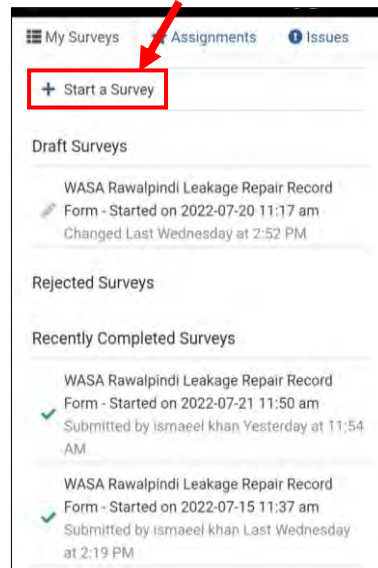 My Surveys Assignments Issues
+ Start a Survey
Draft Surveys
WASA Rawalpindi Leakage Repair Record
Form - Started on 2022-07-20 11:17 am
Changed Last Wednesday at 2:52 PM
Rejected Surveys
Recently Completed Surveys
WASA Rawalpindi Leakage Repair Record
Form - Started on 2022-07-21 11:50 am
Submitted by ismaeel khan Yesterday at 11:54
AM
WASA Rawalpindi Leakage Repair Record
Form - Started on 2022-07-15 11:37 am
Submitted by ismaeel khan Last Wednesday
at 2:19 PM